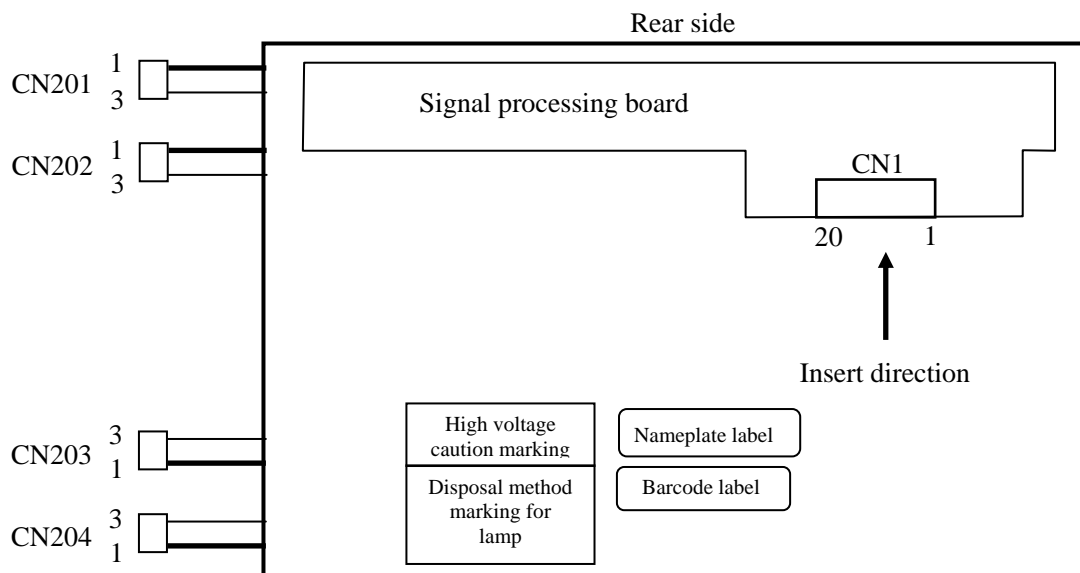 Rear side
1
CN201
3
Signal processing board
1
CN202
3
CN1
20 1
Insert direction
3
CN203
1
High voltage
caution marking
Nameplate label
Disposal method
marking for
lamp
Barcode label
3
CN204
1